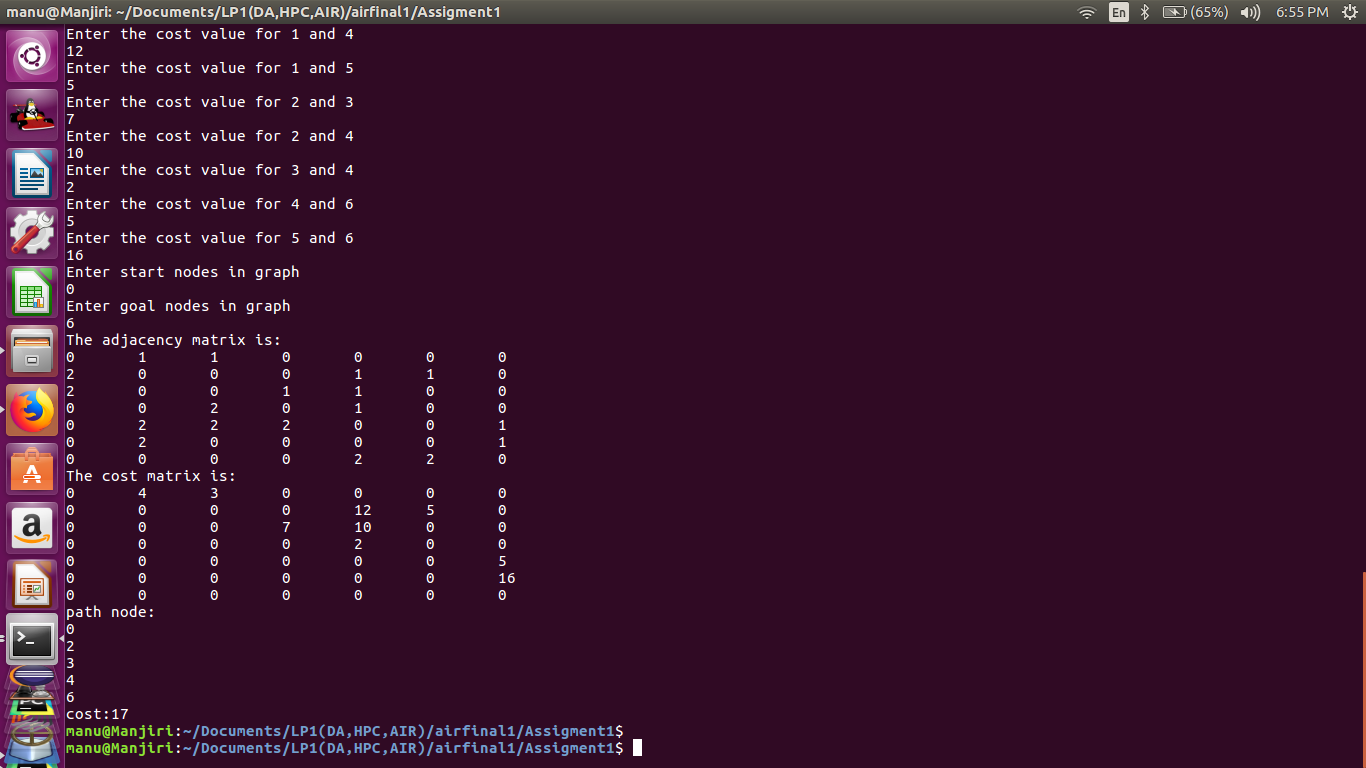 manu@Manjiri: ~/Documents/LP1(DA,HPC,AIR)/airfinal1/Assigment1 En (65%) 6:55 PM
Enter the cost value for 1 and 4
12
Enter the cost value for 1 and 5
5
Enter the cost value for 2 and 3
7
Enter the cost value for 2 and 4
10
Enter the cost value for 3 and 4
2
Enter the cost value for 4 and 6
5
Enter the cost value for 5 and 6
16
Enter start nodes in graph
0
Enter goal nodes in graph
6
The adjacency matrix is:
0 1 1 0 0 0 0
2 0 0 0 1 1 0
2 0 0 1 1 0 0
0 0 2 0 1 0 0
0 2 2 2 0 0 1
0 2 0 0 0 0 1
0 0 0 0 2 2 0
The cost matrix is:
0 4 3 0 0 0 0
0 0 0 0 12 5 0
0 0 0 7 10 0 0
0 0 0 0 2 0 0
0 0 0 0 0 0 5
0 0 0 0 0 0 16
0 0 0 0 0 0 0
path node:
0
2
3
4
6
cost:17
manu@Manjiri:~/Documents/LP1(DA,HPC,AIR)/airfinal1/Assigment1$
manu@Manjiri:~/Documents/LP1(DA,HPC,AIR)/airfinal1/Assigment1$